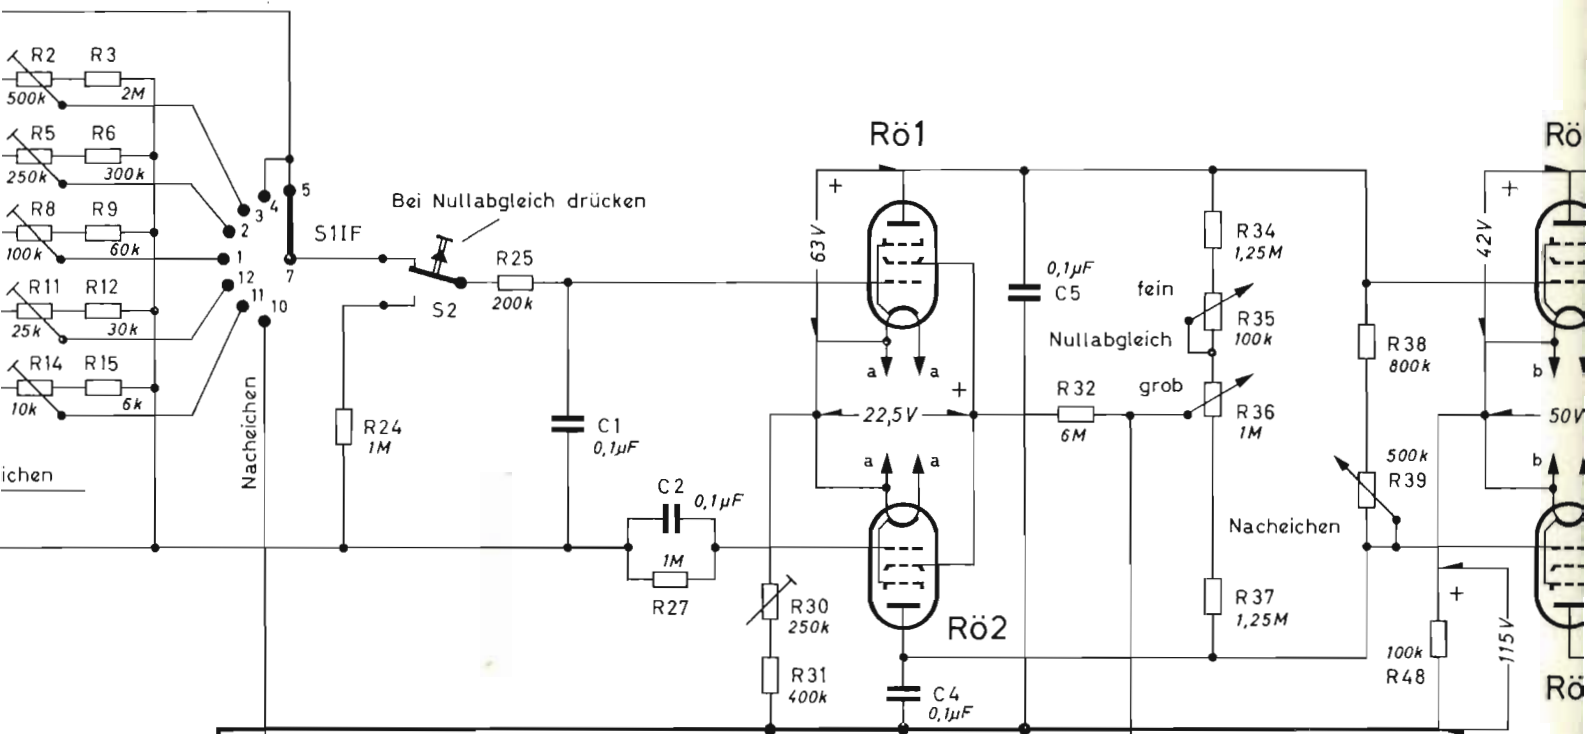 R2 R3
500k 2M
R5 R6
250k 300k
R8 R9
100k 60k
R11 R12
25k 30k
R14 R15
10k 6k
ichen
1
2
3
4
5
7
10
11
12
S1IF
Nacheichen
Bei Nullabgleich drücken
S2
R25
200k
R24
1M
C1
0,1µF
C2 0,1µF
1M
R27
Rö1
+
63V
a a
+
22,5V
a a
Rö2
R30
250k
R31
400k
C4
0,1µF
0,1µF
C5
R32
6M
R34
1,25M
fein
R35
100k
Nullabgleich
grob
R36
1M
R37
1,25M
R38
800k
500k
R39
Nacheichen
Rö
+
42V
b
50V
b
+
115V
100k
R48
Rö